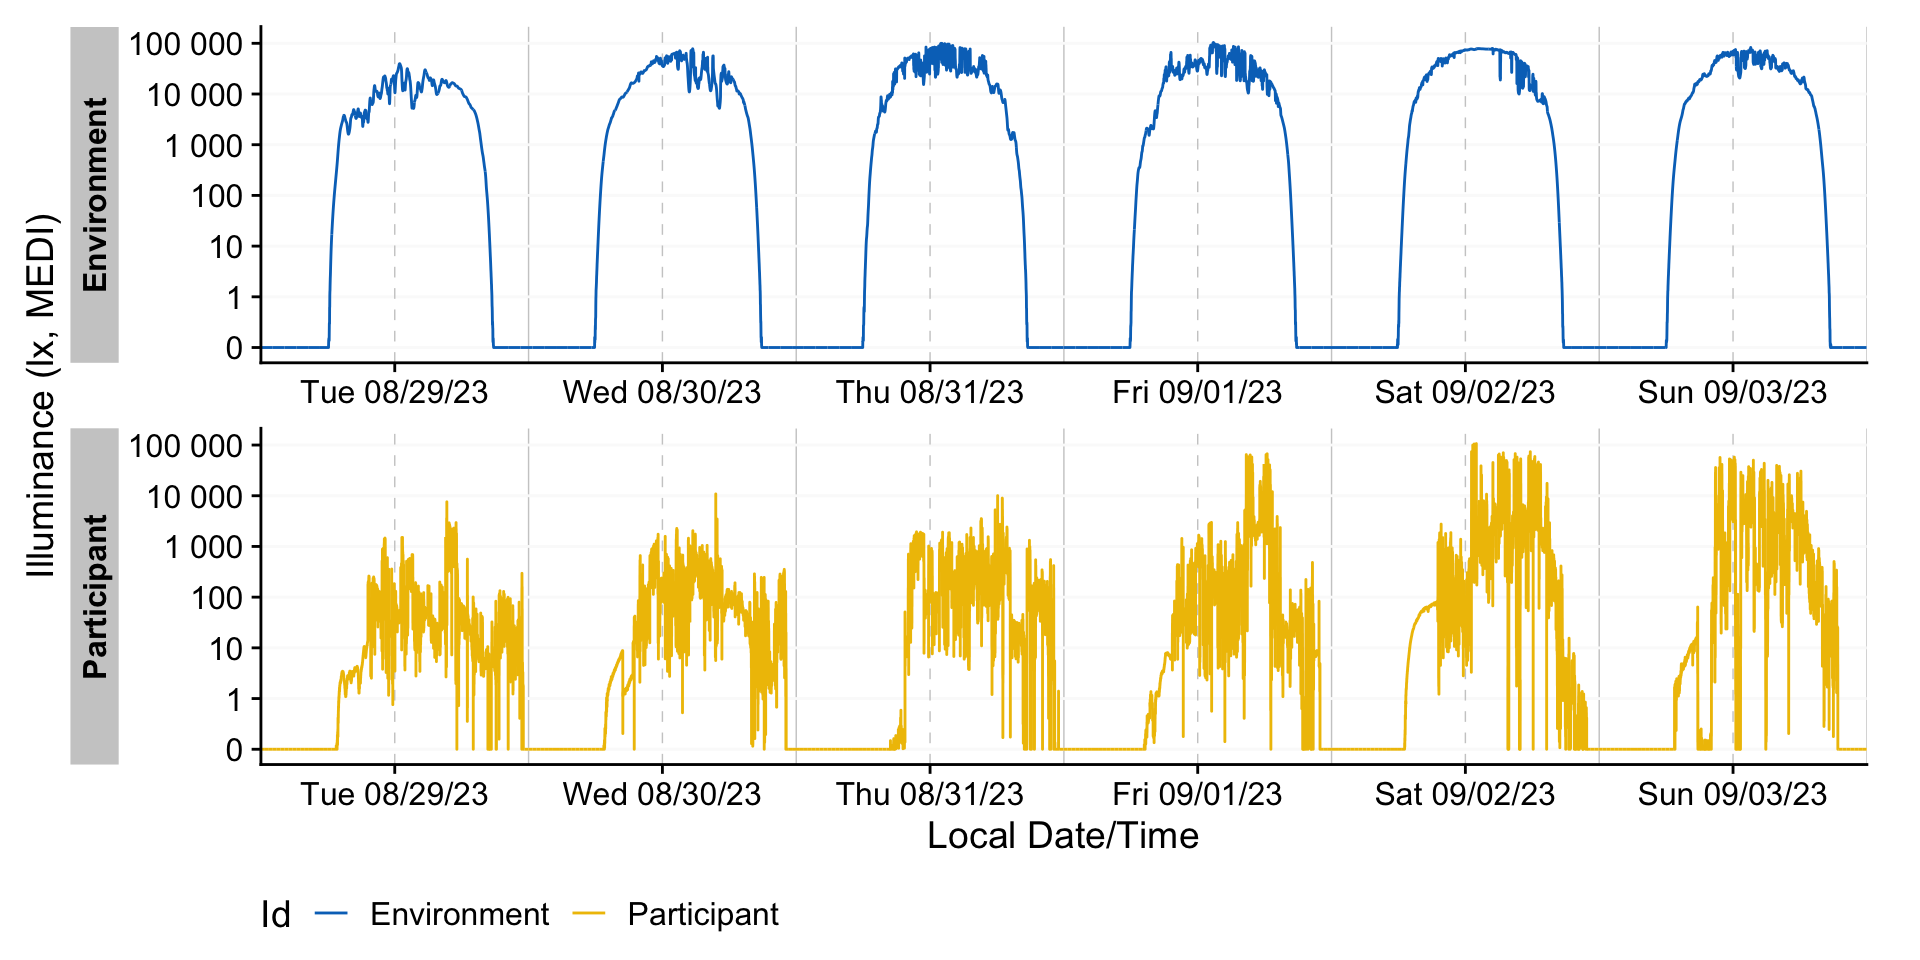 Illuminance (lx, MEDI)
Environment
100 000
10 000
1 000
100
10
1
0
Tue 08/29/23 Wed 08/30/23 Thu 08/31/23 Fri 09/01/23 Sat 09/02/23 Sun 09/03/23
Participant
100 000
10 000
1 000
100
10
1
0
Tue 08/29/23 Wed 08/30/23 Thu 08/31/23 Fri 09/01/23 Sat 09/02/23 Sun 09/03/23
Local Date/Time
Id Environment Participant